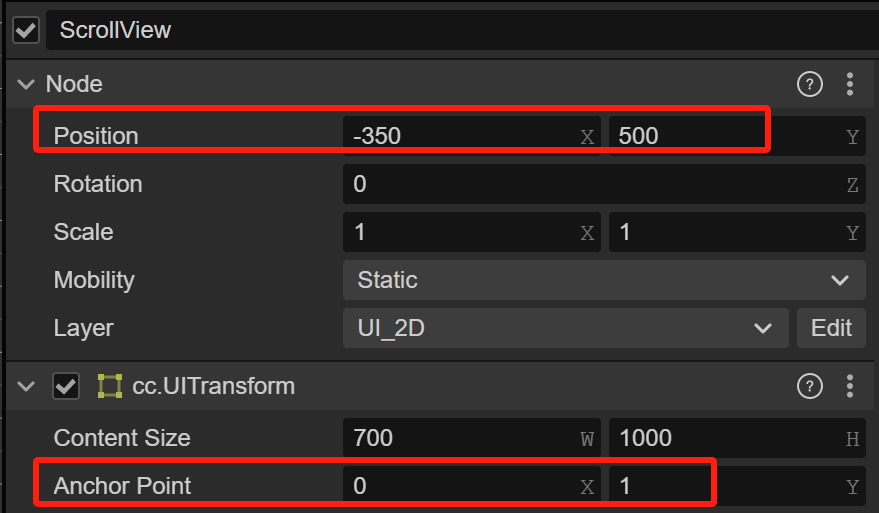 ScrollView
Node ?
Position -350 X 500 Y
Rotation 0 Z
Scale 1 X 1 Y
Mobility Static
Layer UI_2D Edit
cc.UITransform ?
Content Size 700 W 1000 H
Anchor Point 0 X 1 Y